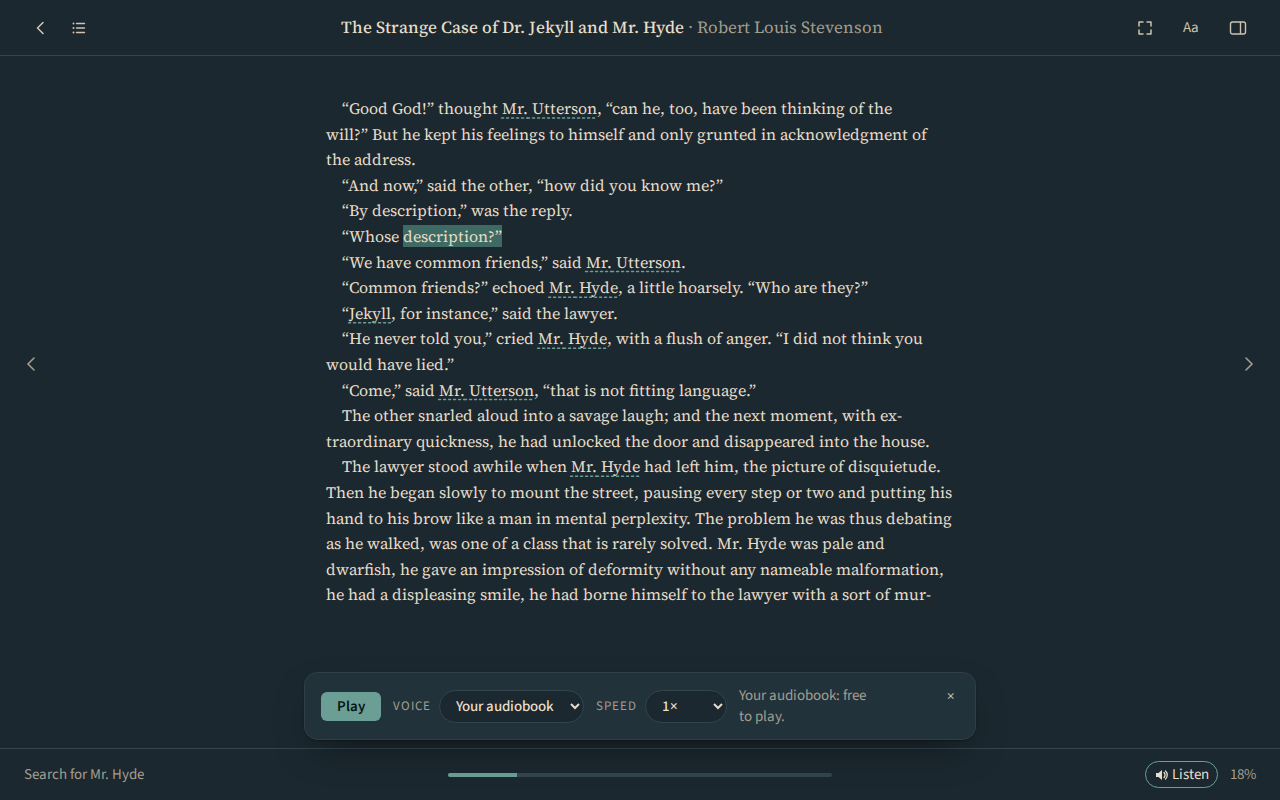 The Strange Case of Dr. Jekyll and Mr. Hyde · Robert Louis Stevenson
Aa
“Good God!” thought Mr. Utterson, “can he, too, have been thinking of the
will?” But he kept his feelings to himself and only grunted in acknowledgment of
the address.
“And now,” said the other, “how did you know me?”
“By description,” was the reply.
“Whose description?”
“We have common friends,” said Mr. Utterson.
“Common friends?” echoed Mr. Hyde, a little hoarsely. “Who are they?”
“Jekyll, for instance,” said the lawyer.
“He never told you,” cried Mr. Hyde, with a flush of anger. “I did not think you
would have lied.”
“Come,” said Mr. Utterson, “that is not fitting language.”
The other snarled aloud into a savage laugh; and the next moment, with ex-
traordinary quickness, he had unlocked the door and disappeared into the house.
The lawyer stood awhile when Mr. Hyde had left him, the picture of disquietude.
Then he began slowly to mount the street, pausing every step or two and putting his
hand to his brow like a man in mental perplexity. The problem he was thus debating
as he walked, was one of a class that is rarely solved. Mr. Hyde was pale and
dwarfish, he gave an impression of deformity without any nameable malformation,
he had a displeasing smile, he had borne himself to the lawyer with a sort of mur-
Play VOICE Your audiobook SPEED 1× Your audiobook: free
to play. ×
Search for Mr. Hyde
Listen 18%